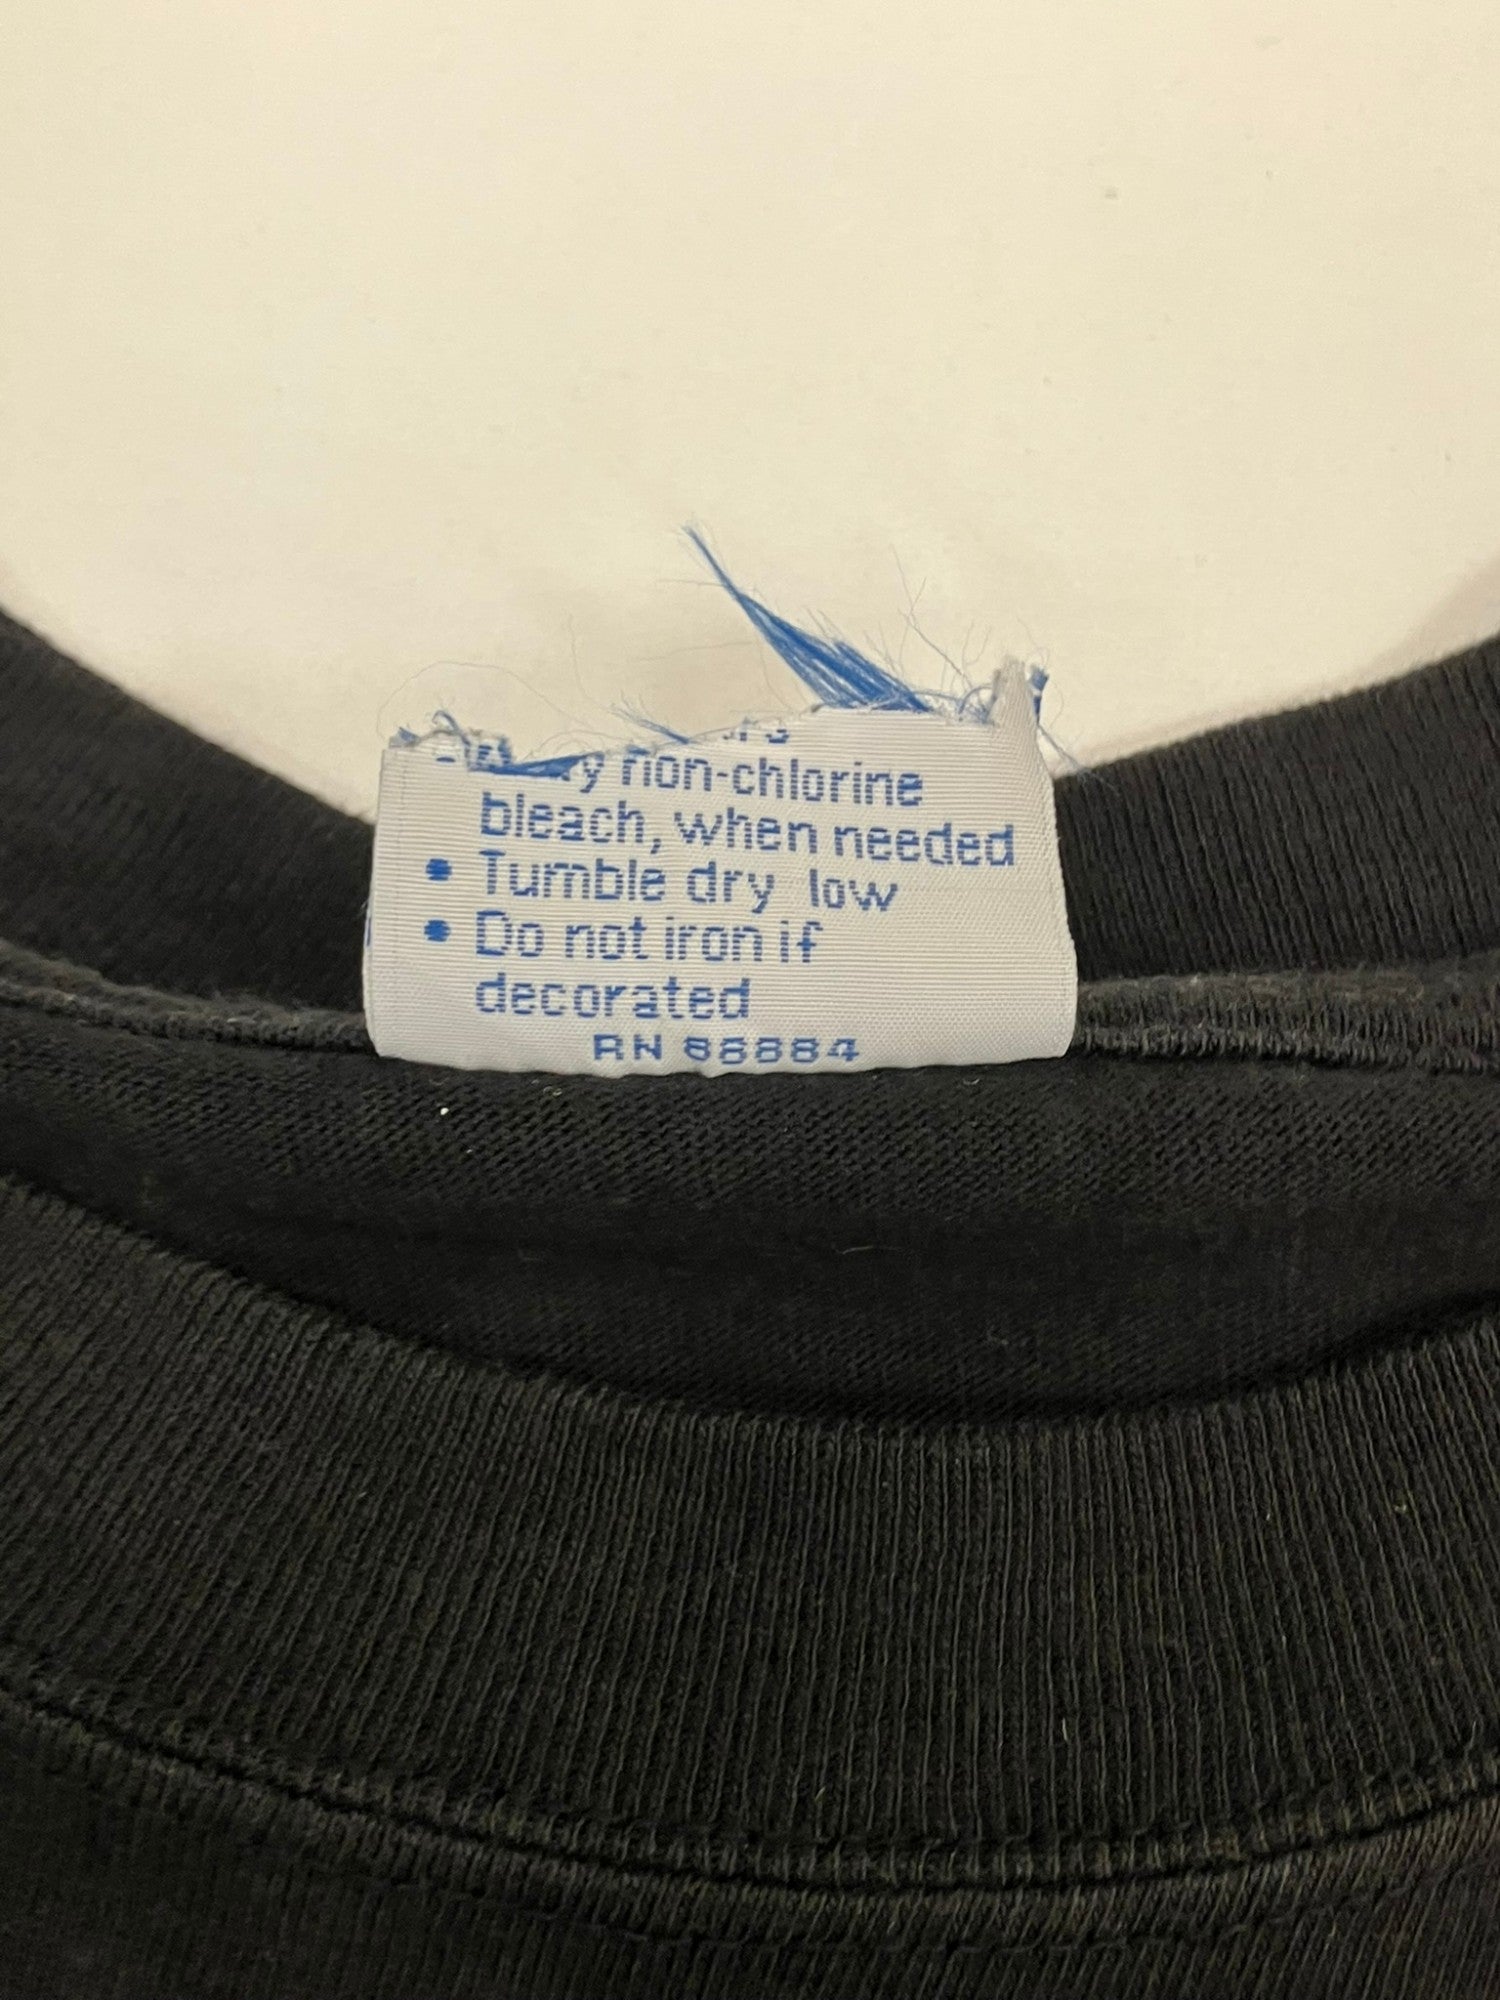 non-chlorine
bleach, when needed
• Tumble dry low
• Do not iron if
decorated
RN 88884